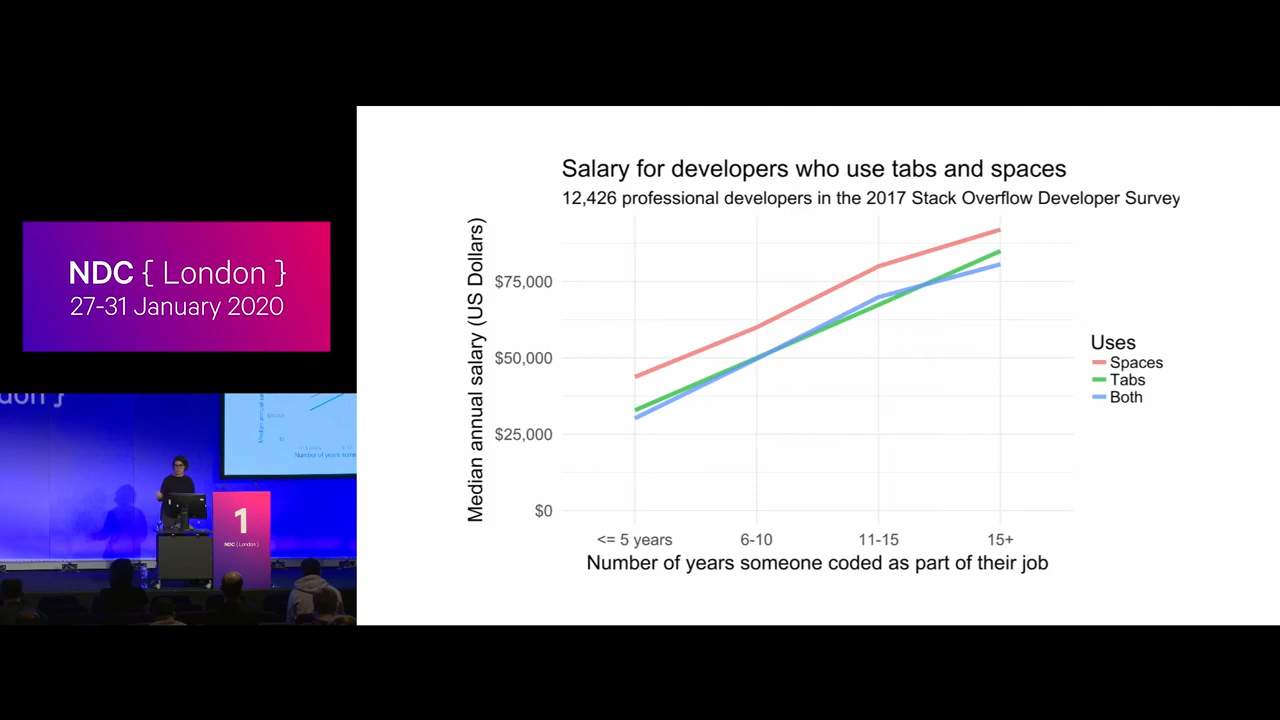 NDC { London }
27-31 January 2020
Salary for developers who use tabs and spaces
12,426 professional developers in the 2017 Stack Overflow Developer Survey
Median annual salary (US Dollars)
$75,000
$50,000
$25,000
$0
<= 5 years
6-10
11-15
15+
Number of years someone coded as part of their job
Uses
Spaces
Tabs
Both
1
NDC { London }